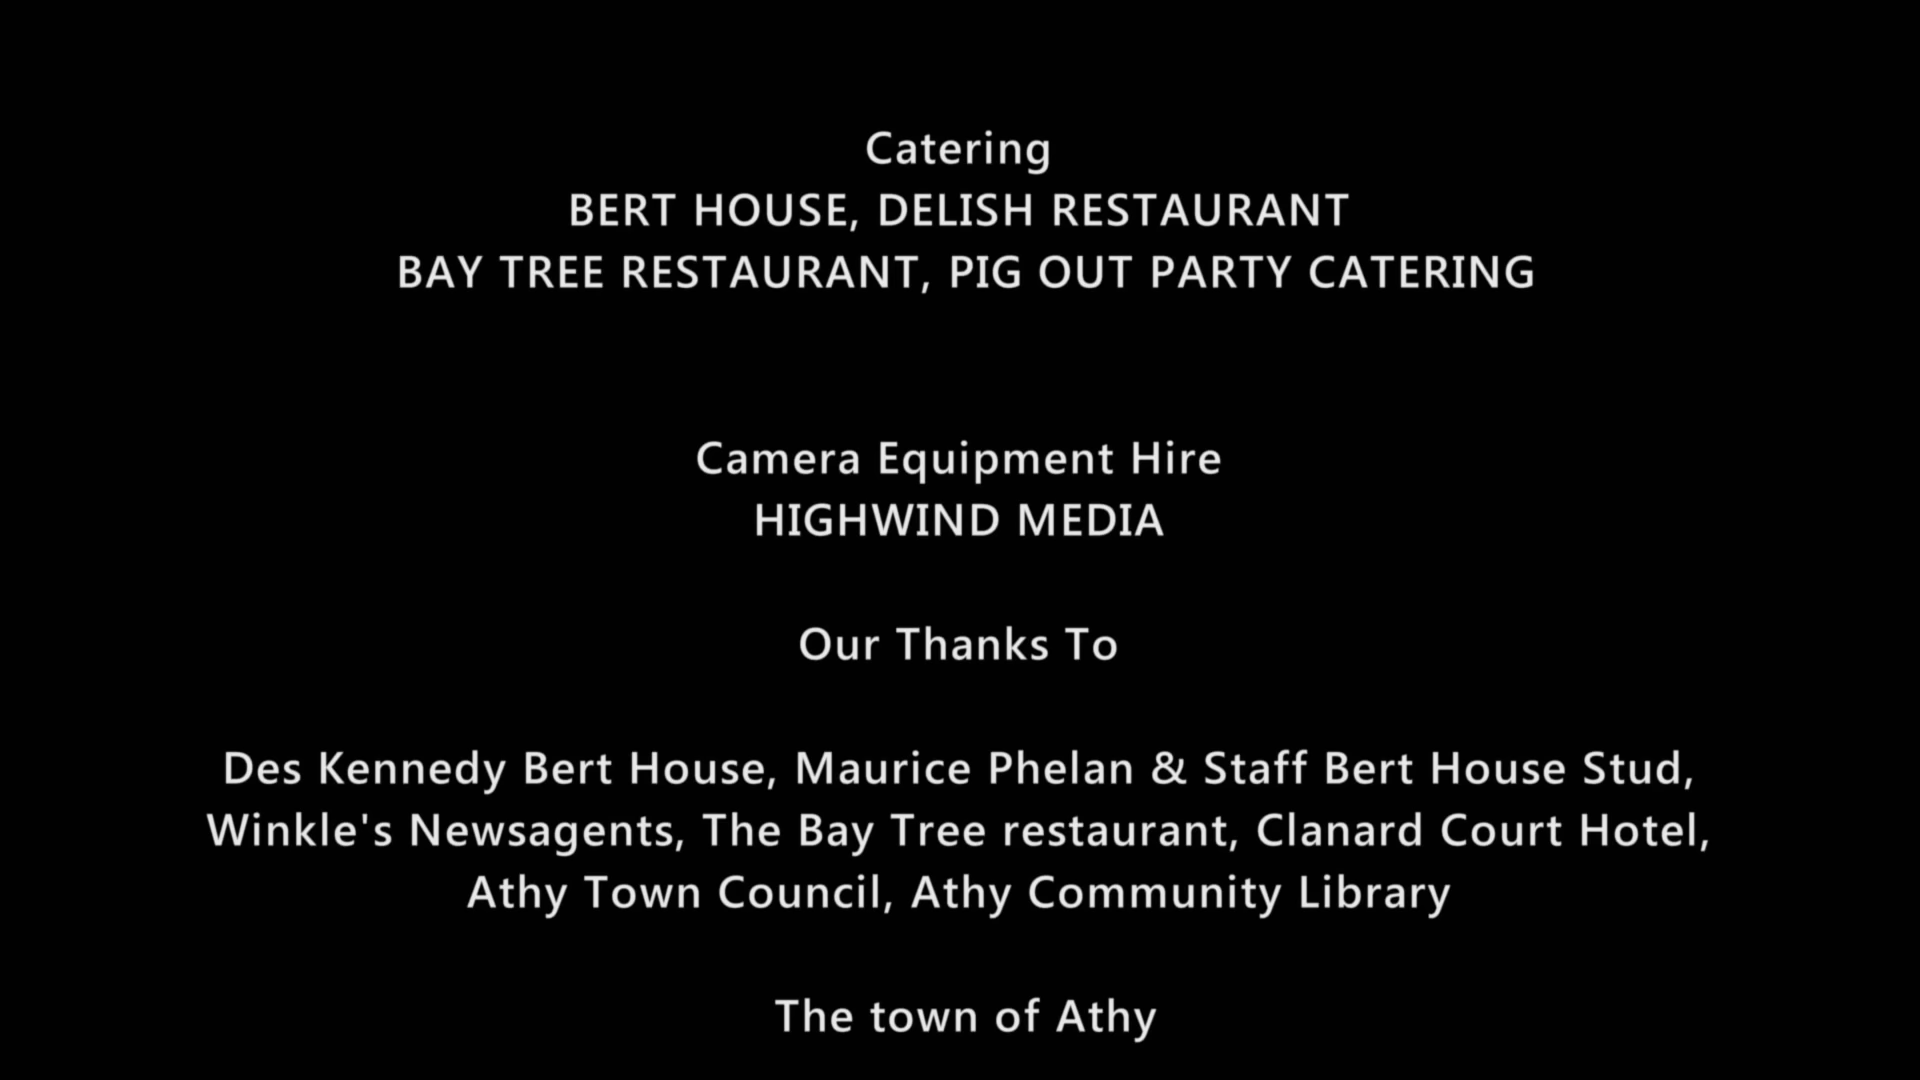 Catering
BERT HOUSE, DELISH RESTAURANT
BAY TREE RESTAURANT, PIG OUT PARTY CATERING
Camera Equipment Hire
HIGHWIND MEDIA
Our Thanks To
Des Kennedy Bert House, Maurice Phelan & Staff Bert House Stud,
Winkle's Newsagents, The Bay Tree restaurant, Clanard Court Hotel,
Athy Town Council, Athy Community Library
The town of Athy